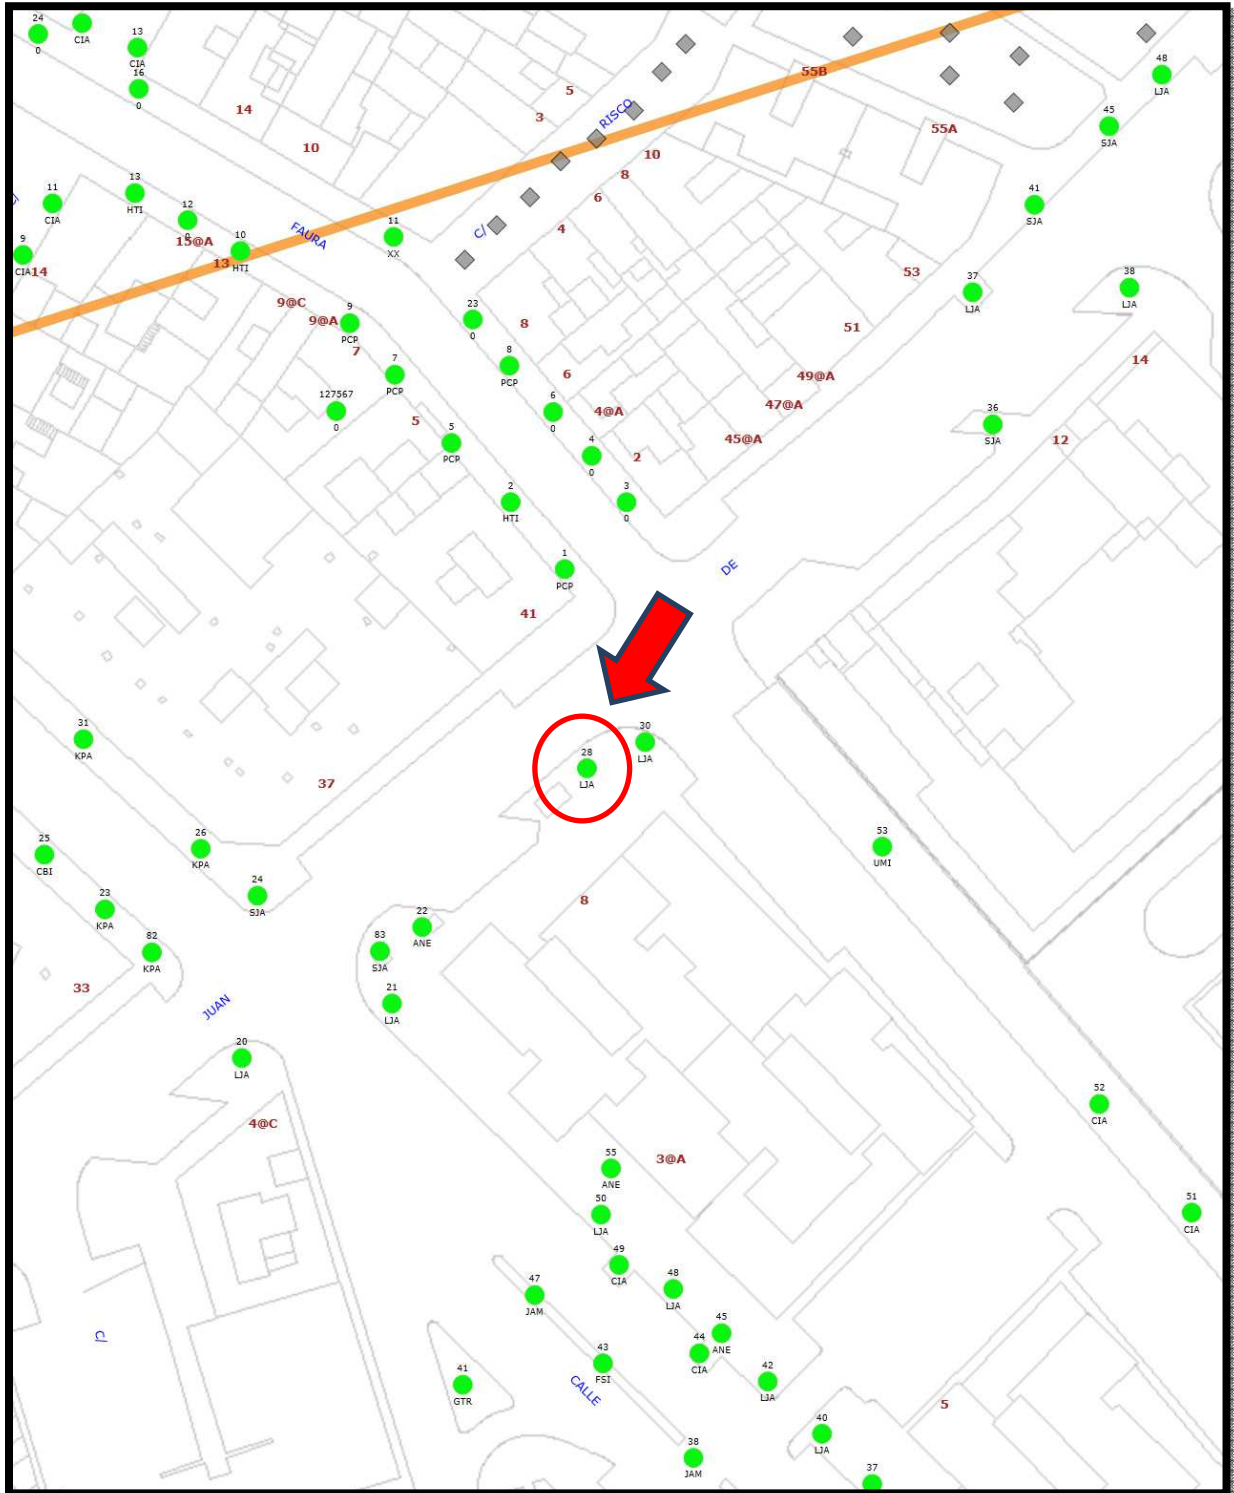 24
0
CIA
13
CIA
16
0
14
10
5
3
RISCO
55B
48
LJA
45
SJA
55A
10
8
6
4
C/
41
SJA
11
CIA
13
HTI
12
0
15@A
10
HTI
13
FAURA
11
XX
9
CIA
14
53
37
LJA
38
LJA
9@C
9@A
9
PCP
7
23
0
8
51
14
7
PCP
8
PCP
6
49@A
127567
0
5
6
0
4@A
47@A
36
SJA
12
5
PCP
4
0
2
45@A
2
HTI
3
0
1
PCP
DE
41
31
KPA
30
LJA
28
LJA
37
26
KPA
25
CBI
53
UMI
24
SJA
23
KPA
8
22
ANE
82
KPA
83
SJA
33
JUAN
21
LJA
20
LJA
4@C
52
CIA
55
ANE
3@A
50
LJA
51
CIA
49
CIA
48
LJA
47
JAM
C/
45
ANE
44
CIA
43
FSI
41
GTR
CALLE
42
LJA
5
40
LJA
38
JAM
37